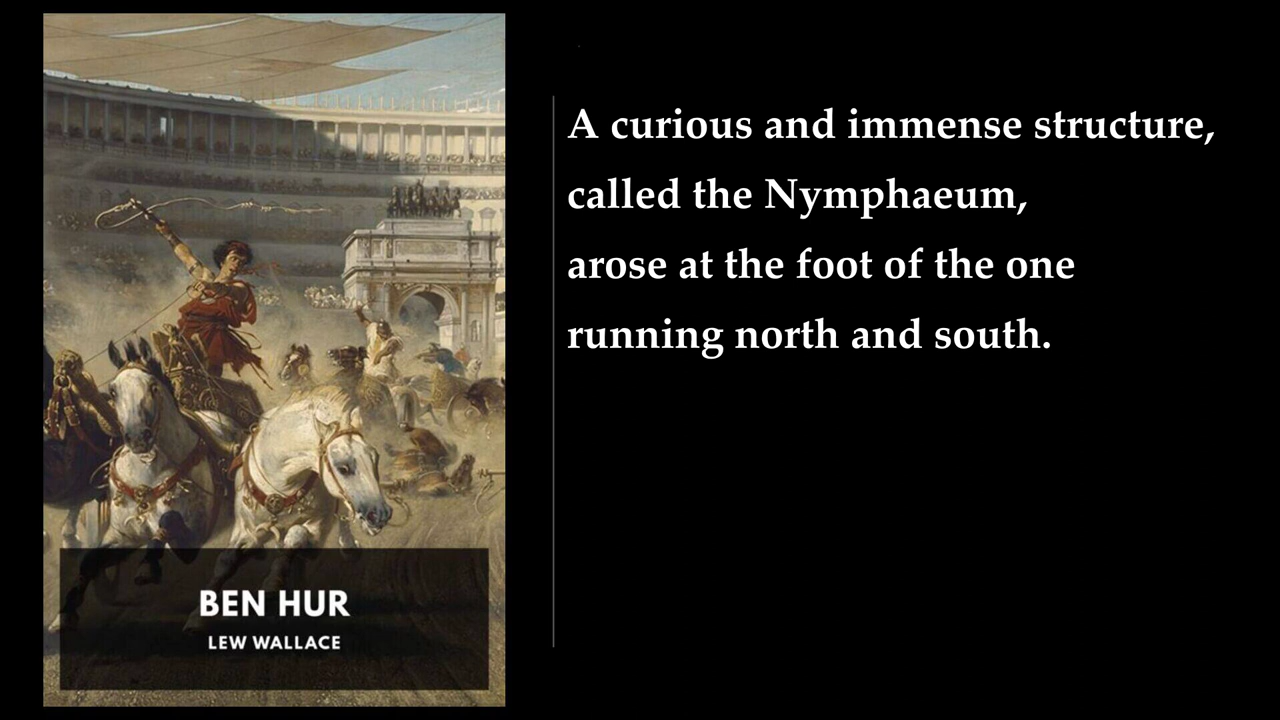 BEN HUR
LEW WALLACE
A curious and immense structure,
called the Nymphaeum,
arose at the foot of the one
running north and south.